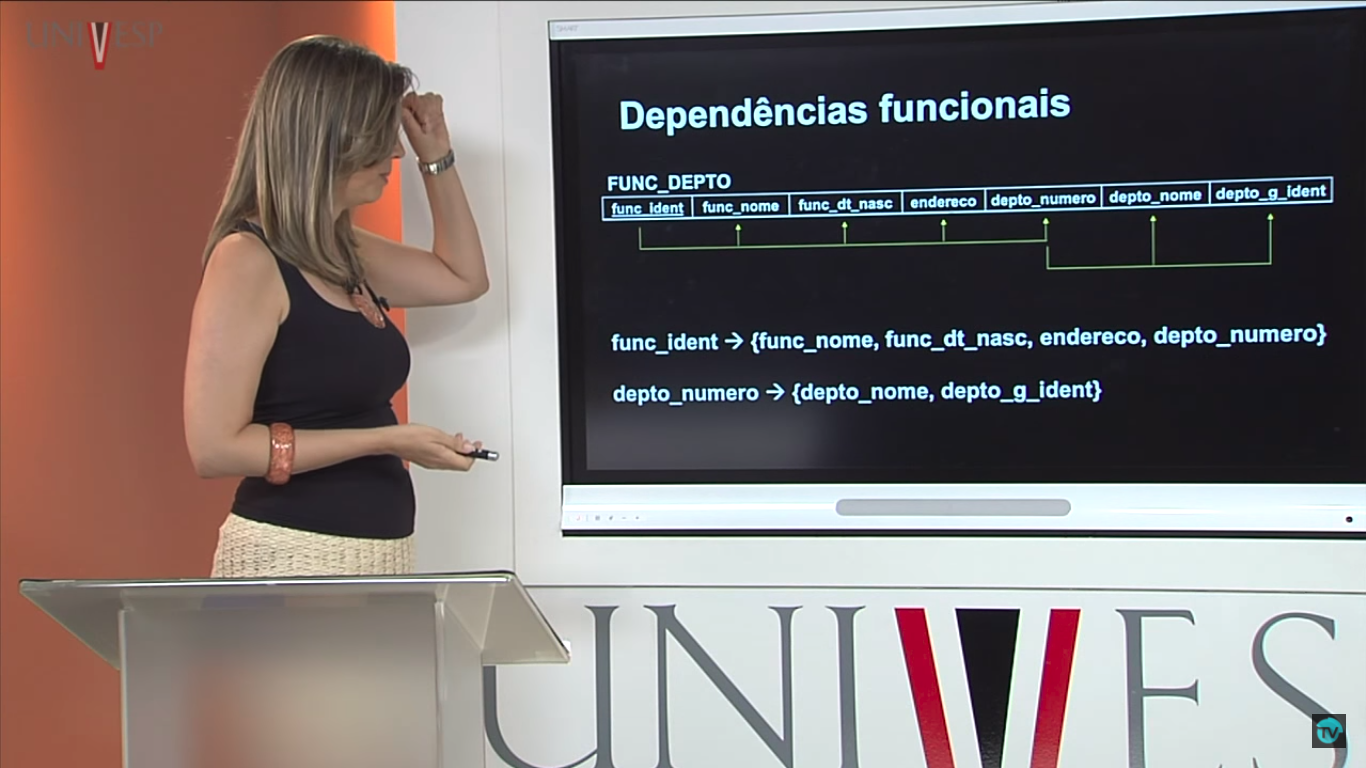 UNIVESP
SMART
Dependências funcionais
FUNC_DEPTO
func_ident func_nome func_dt_nasc endereco depto_numero depto_nome depto_g_ident
func_ident → {func_nome, func_dt_nasc, endereco, depto_numero}
depto_numero → {depto_nome, depto_g_ident}
UNIVES
TV